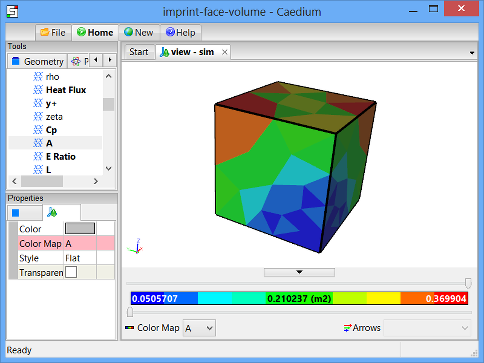 imprint-face-volume - Caedium
File Home New Help
Tools
Geometry P
rho
Heat Flux
y+
zeta
Cp
A
E Ratio
L
Properties
Color
Color Map A
Style Flat
Transparen
Start view - sim
0.0505707 0.210237 (m2) 0.369904
Color Map A Arrows
Ready